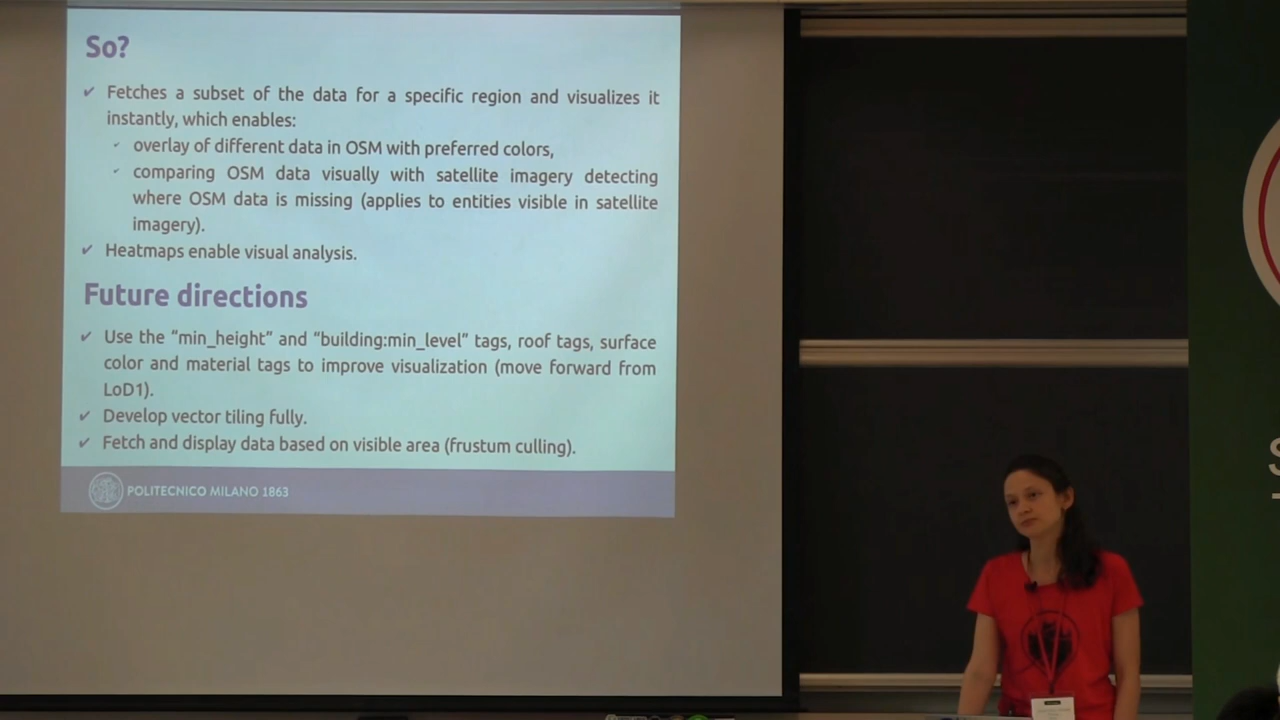 So?
✓ Fetches a subset of the data for a specific region and visualizes it
instantly, which enables:
✓ overlay of different data in OSM with preferred colors,
✓ comparing OSM data visually with satellite imagery detecting
where OSM data is missing (applies to entities visible in satellite
imagery).
✓ Heatmaps enable visual analysis.
Future directions
✓ Use the “min_height” and “building:min_level” tags, roof tags, surface
color and material tags to improve visualization (move forward from
LoD1).
✓ Develop vector tiling fully.
✓ Fetch and display data based on visible area (frustum culling).
POLITECNICO MILANO 1863